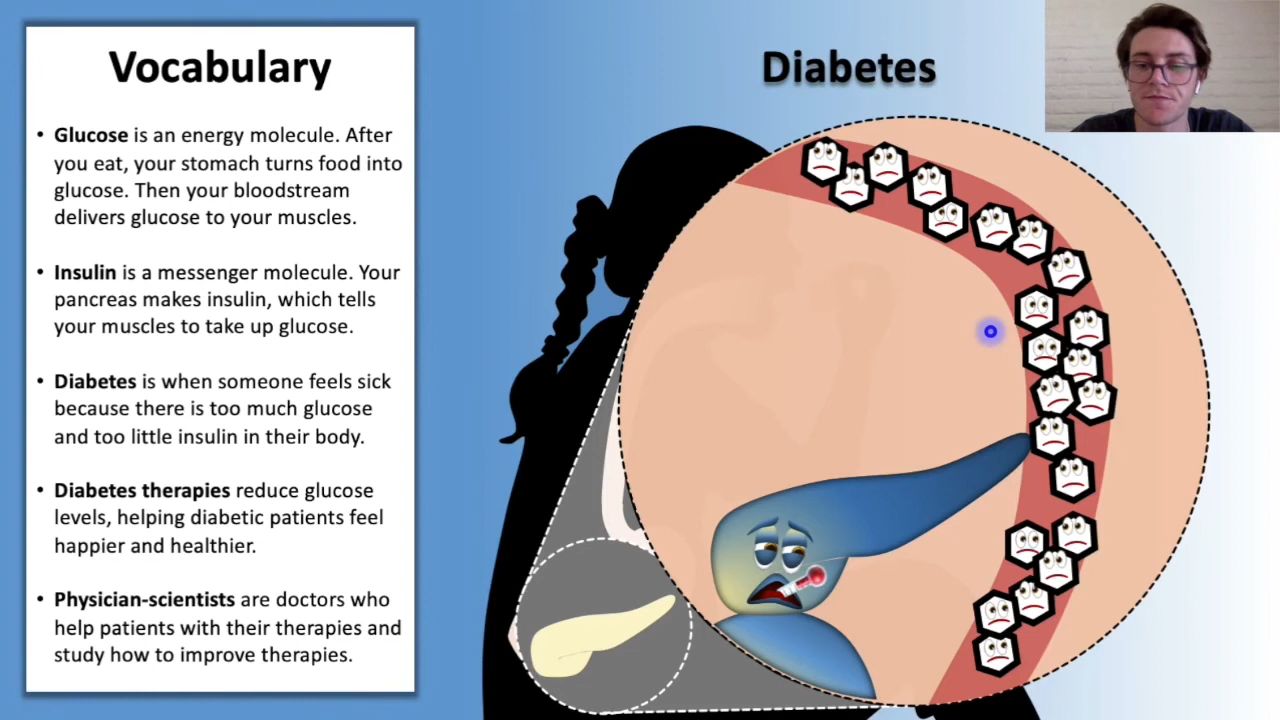 Vocabulary
• Glucose is an energy molecule. After
you eat, your stomach turns food into
glucose. Then your bloodstream
delivers glucose to your muscles.
• Insulin is a messenger molecule. Your
pancreas makes insulin, which tells
your muscles to take up glucose.
• Diabetes is when someone feels sick
because there is too much glucose
and too little insulin in their body.
• Diabetes therapies reduce glucose
levels, helping diabetic patients feel
happier and healthier.
• Physician-scientists are doctors who
help patients with their therapies and
study how to improve therapies.
Diabetes